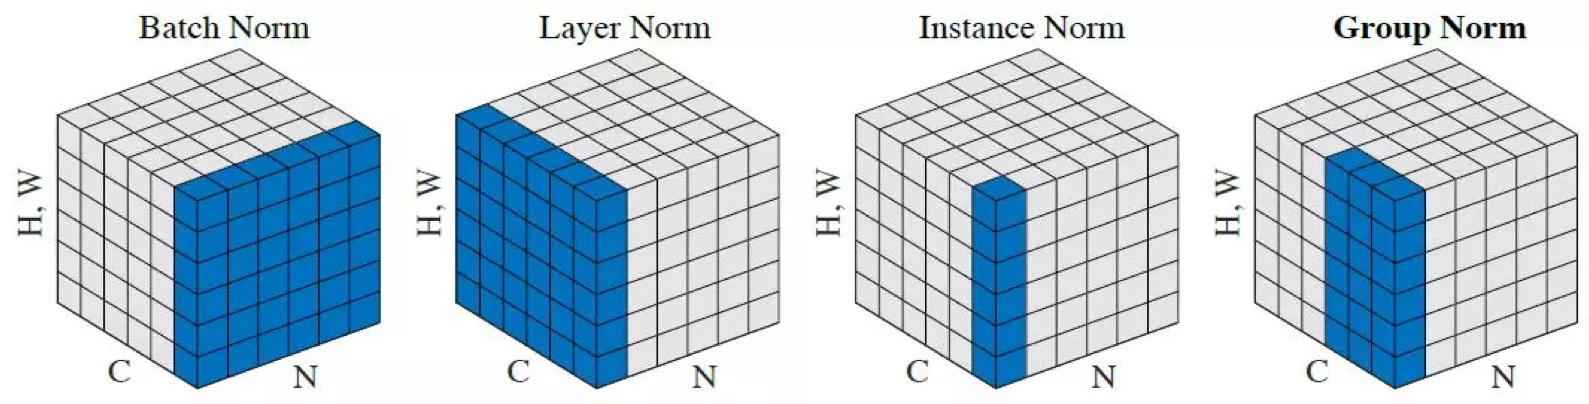 Batch Norm
Layer Norm
Instance Norm
Group Norm
H, W
C
N
H, W
C
N
H, W
C
N
H, W
C
N